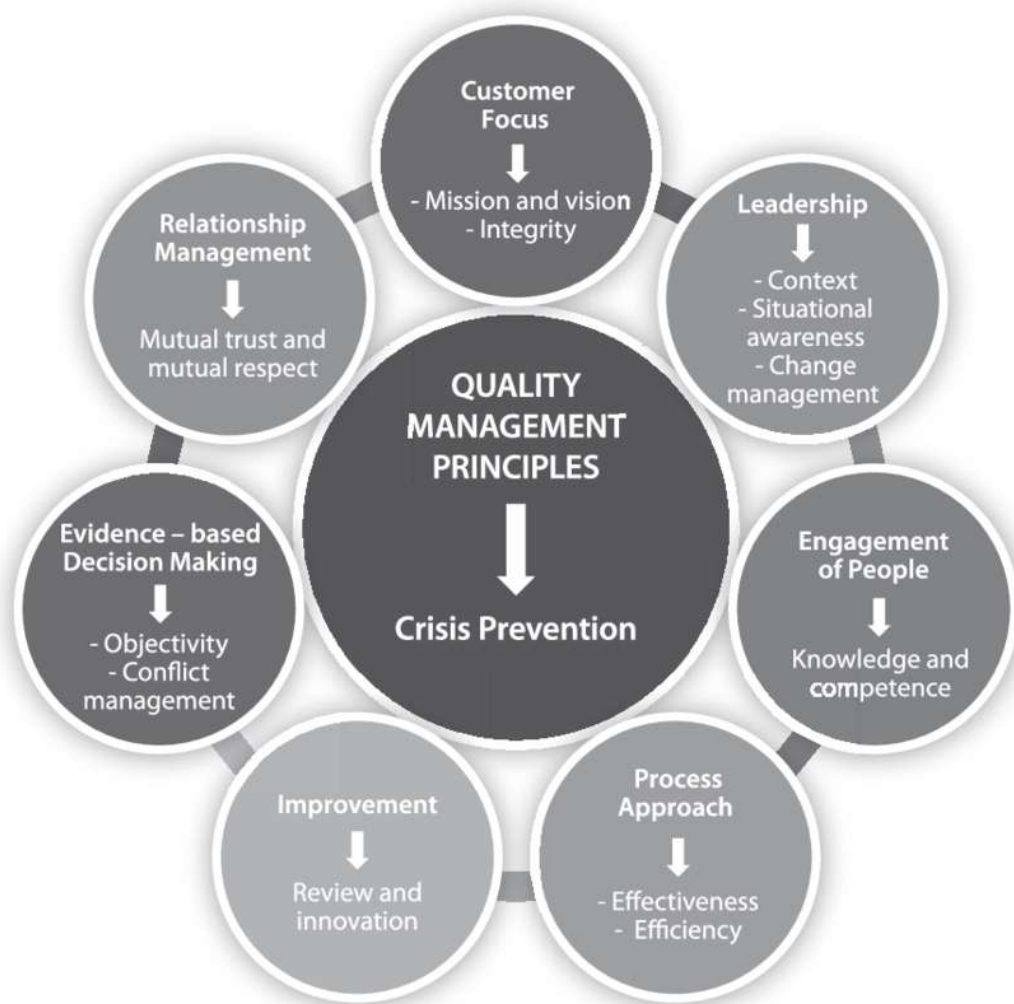 Customer
Focus
- Mission and vision
- Integrity
Leadership
- Context
- Situational
awareness
- Change
management
Engagement
of People
Knowledge and
competence
Process
Approach
- Effectiveness
- Efficiency
Improvement
Review and
innovation
Evidence – based
Decision Making
- Objectivity
- Conflict
management
Relationship
Management
Mutual trust and
mutual respect
QUALITY
MANAGEMENT
PRINCIPLES
Crisis Prevention